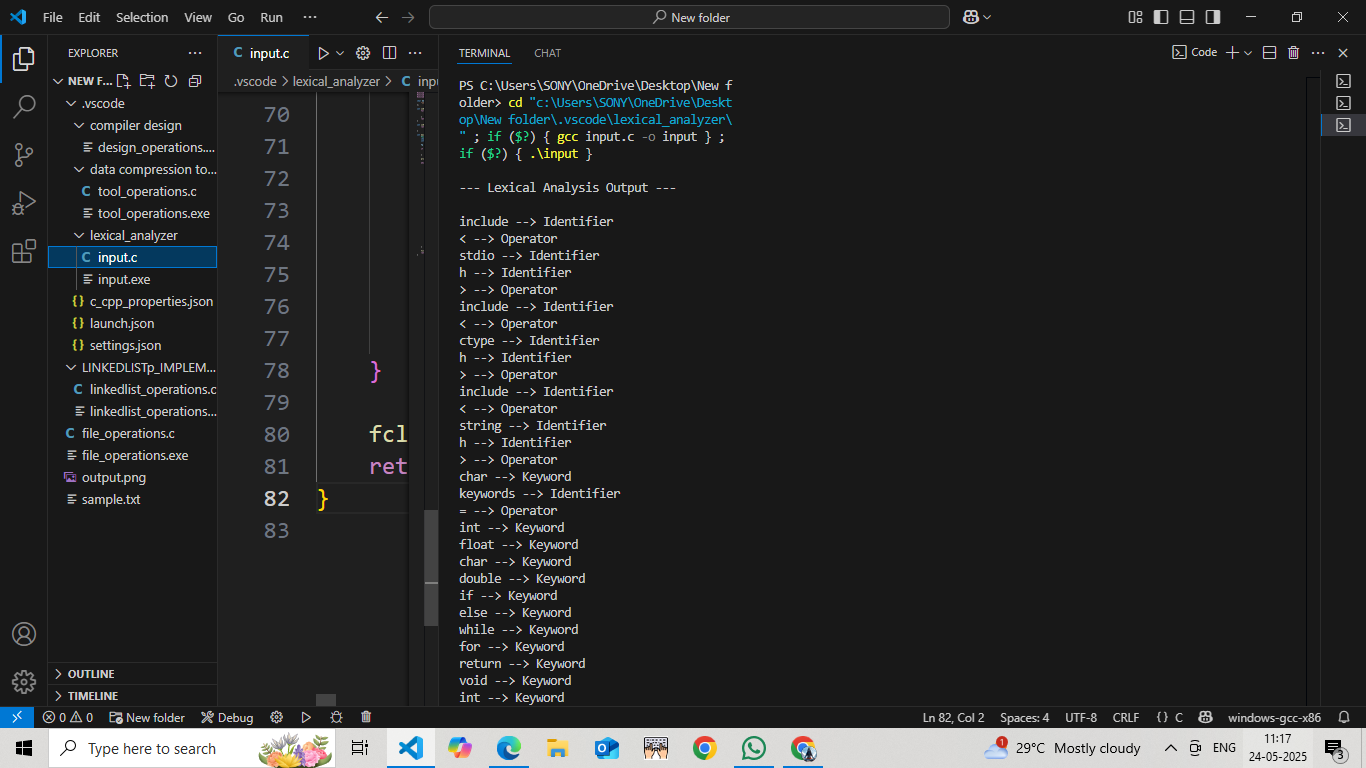 File Edit Selection View Go Run ···
New folder
EXPLORER
NEW F...
.vscode
compiler design
design_operations....
data compression to...
C tool_operations.c
tool_operations.exe
lexical_analyzer
C input.c
input.exe
{} c_cpp_properties.json
{} launch.json
{} settings.json
LINKEDLISTp_IMPLEM...
C linkedlist_operations.c
linkedlist_operations...
C file_operations.c
file_operations.exe
output.png
sample.txt
OUTLINE
TIMELINE
C input.c
.vscode > lexical_analyzer > C inpu
70
71
72
73
74
75
76
77
78 }
79
80 fcl
81 ret
82 }
83
TERMINAL CHAT
Code
PS C:\Users\SONY\OneDrive\Desktop\New f
older> cd "c:\Users\SONY\OneDrive\Deskt
op\New folder\.vscode\lexical_analyzer\
" ; if ($?) { gcc input.c -o input } ;
if ($?) { .\input }
--- Lexical Analysis Output ---
include --> Identifier
< --> Operator
stdio --> Identifier
h --> Identifier
> --> Operator
include --> Identifier
< --> Operator
ctype --> Identifier
h --> Identifier
> --> Operator
include --> Identifier
< --> Operator
string --> Identifier
h --> Identifier
> --> Operator
char --> Keyword
keywords --> Identifier
= --> Operator
int --> Keyword
float --> Keyword
char --> Keyword
double --> Keyword
if --> Keyword
else --> Keyword
while --> Keyword
for --> Keyword
return --> Keyword
void --> Keyword
int --> Keyword
0 0 New folder Debug Ln 82, Col 2 Spaces: 4 UTF-8 CRLF {} C windows-gcc-x86
Type here to search 1 29°C Mostly cloudy ENG 11:17
24-05-2025 3